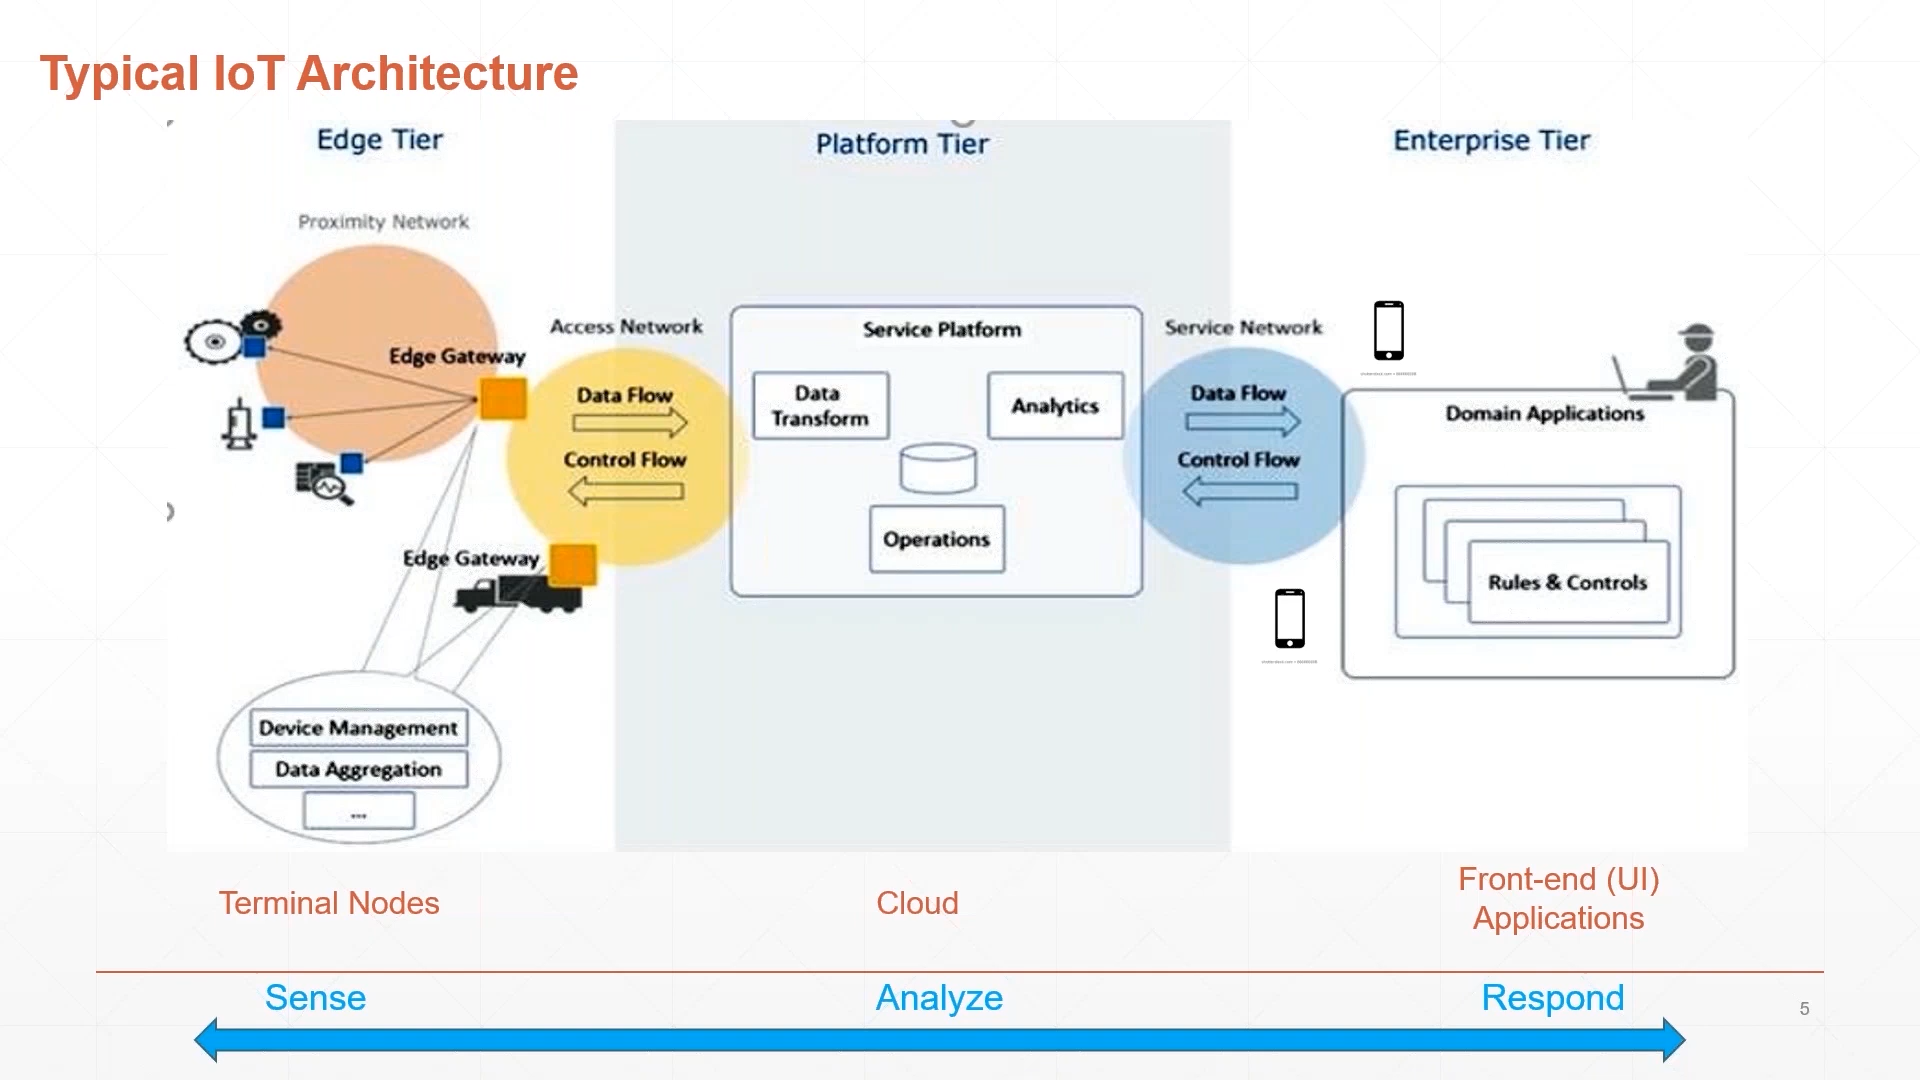 Typical IoT Architecture
Edge Tier
Platform Tier
Enterprise Tier
Proximity Network
Edge Gateway
Access Network
Data Flow
Control Flow
Edge Gateway
Device Management
Data Aggregation
...
Service Platform
Data
Transform
Analytics
Operations
Service Network
Data Flow
Control Flow
Domain Applications
Rules & Controls
Terminal Nodes
Cloud
Front-end (UI)
Applications
Sense
Analyze
Respond
5